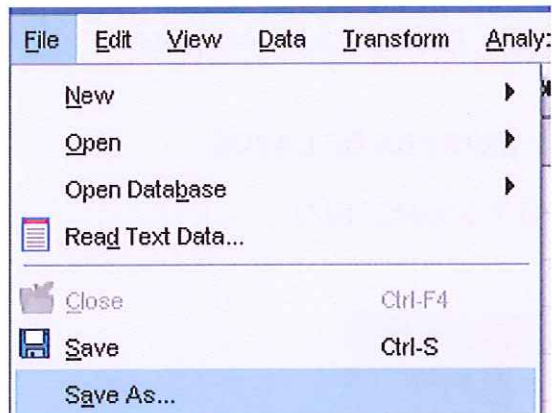 File Edit View Data Transform Analy
New
Open
Open Database
Read Text Data...
Close Ctrl-F4
Save Ctrl-S
Save As...